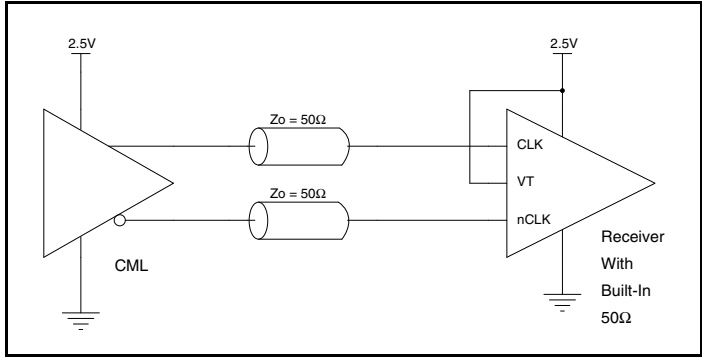 2.5V
2.5V
Zo = 50Ω
CLK
VT
Zo = 50Ω
nCLK
CML
Receiver
With
Built-In
50Ω